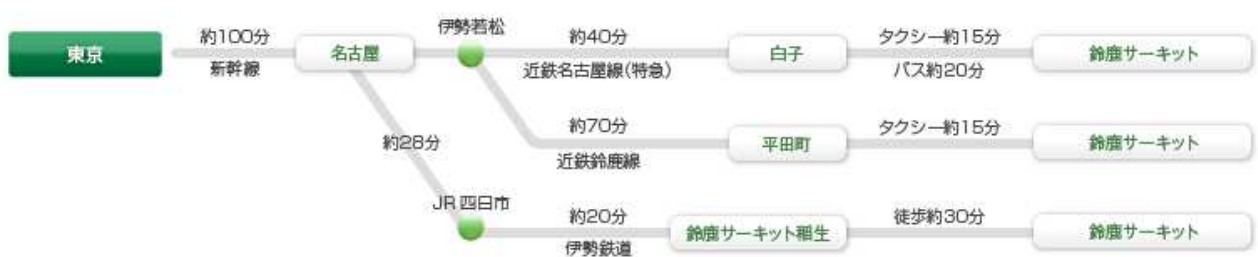 東京
約100分
新幹線
名古屋
伊勢若松
約40分
近鉄名古屋線(特急)
白子
タクシー約15分
バス約20分
鈴鹿サーキット
約70分
近鉄鈴鹿線
平田町
タクシー約15分
鈴鹿サーキット
約28分
JR 四日市
約20分
伊勢鉄道
鈴鹿サーキット稲生
徒歩約30分
鈴鹿サーキット